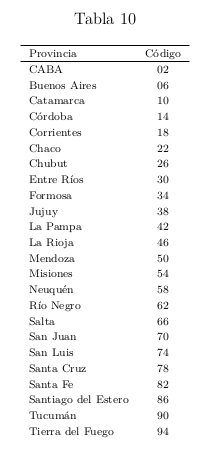 Tabla 10
Provincia Código
CABA 02
Buenos Aires 06
Catamarca 10
Córdoba 14
Corrientes 18
Chaco 22
Chubut 26
Entre Ríos 30
Formosa 34
Jujuy 38
La Pampa 42
La Rioja 46
Mendoza 50
Misiones 54
Neuquén 58
Río Negro 62
Salta 66
San Juan 70
San Luis 74
Santa Cruz 78
Santa Fe 82
Santiago del Estero 86
Tucumán 90
Tierra del Fuego 94